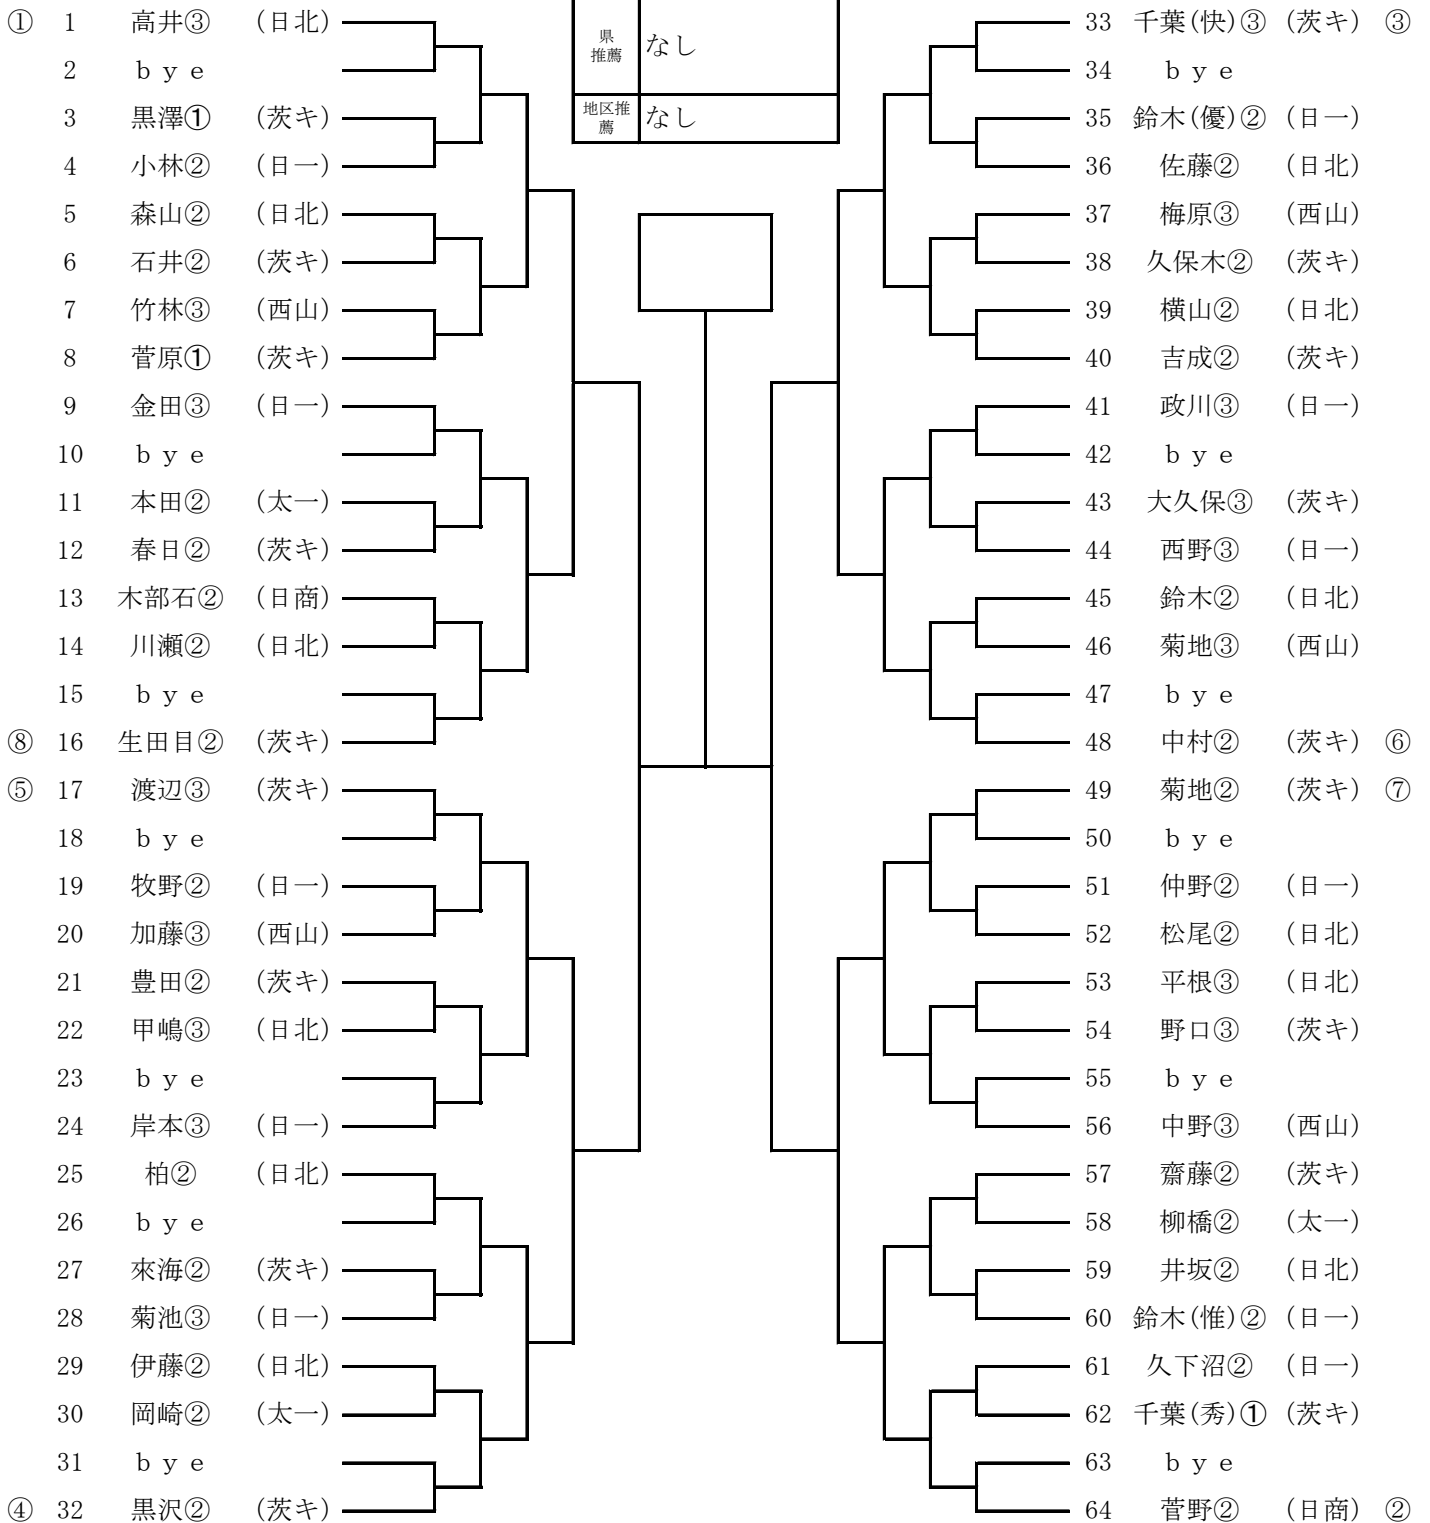 県
推薦
なし
地区推
薦
なし
① 1 高井③ (日北)
2 bye
3 黒澤① (茨キ)
4 小林② (日一)
5 森山② (日北)
6 石井② (茨キ)
7 竹林③ (西山)
8 菅原① (茨キ)
9 金田③ (日一)
10 bye
11 本田② (太一)
12 春日② (茨キ)
13 木部石② (日商)
14 川瀬② (日北)
15 bye
⑧ 16 生田目② (茨キ)
⑤ 17 渡辺③ (茨キ)
18 bye
19 牧野② (日一)
20 加藤③ (西山)
21 豊田② (茨キ)
22 甲嶋③ (日北)
23 bye
24 岸本③ (日一)
25 柏② (日北)
26 bye
27 來海② (茨キ)
28 菊池③ (日一)
29 伊藤② (日北)
30 岡崎② (太一)
31 bye
④ 32 黒沢② (茨キ)
33 千葉(快)③ (茨キ) ③
34 bye
35 鈴木(優)② (日一)
36 佐藤② (日北)
37 梅原③ (西山)
38 久保木② (茨キ)
39 横山② (日北)
40 吉成② (茨キ)
41 政川③ (日一)
42 bye
43 大久保③ (茨キ)
44 西野③ (日一)
45 鈴木② (日北)
46 菊地③ (西山)
47 bye
48 中村② (茨キ) ⑥
49 菊地② (茨キ) ⑦
50 bye
51 仲野② (日一)
52 松尾② (日北)
53 平根③ (日北)
54 野口③ (茨キ)
55 bye
56 中野③ (西山)
57 齋藤② (茨キ)
58 柳橋② (太一)
59 井坂② (日北)
60 鈴木(惟)② (日一)
61 久下沼② (日一)
62 千葉(秀)① (茨キ)
63 bye
64 菅野② (日商) ②